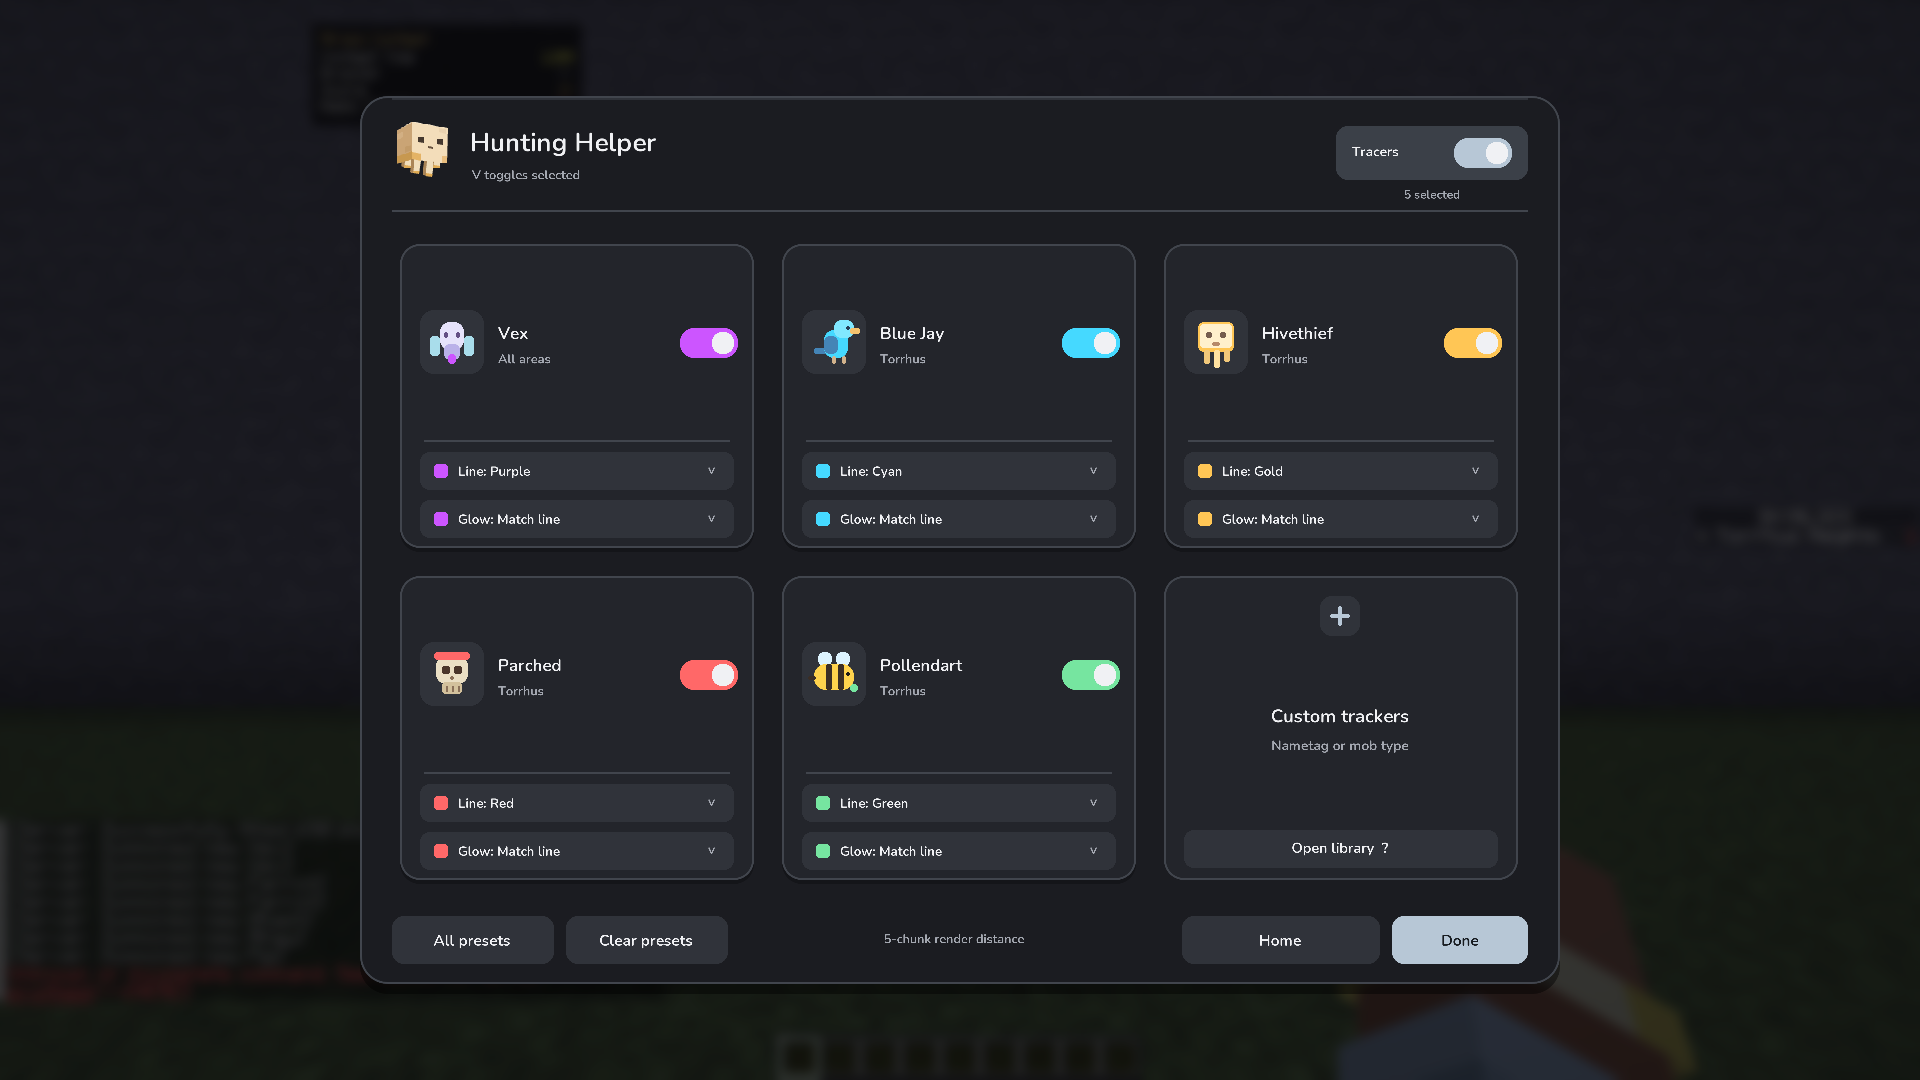 Hunting Helper
V toggles selected
Tracers
5 selected
Vex
All areas
Line: Purple
Glow: Match line
Blue Jay
Torrhus
Line: Cyan
Glow: Match line
Hivethief
Torrhus
Line: Gold
Glow: Match line
Parched
Torrhus
Line: Red
Glow: Match line
Pollendart
Torrhus
Line: Green
Glow: Match line
Custom trackers
Nametag or mob type
Open library ?
All presets
Clear presets
5-chunk render distance
Home
Done